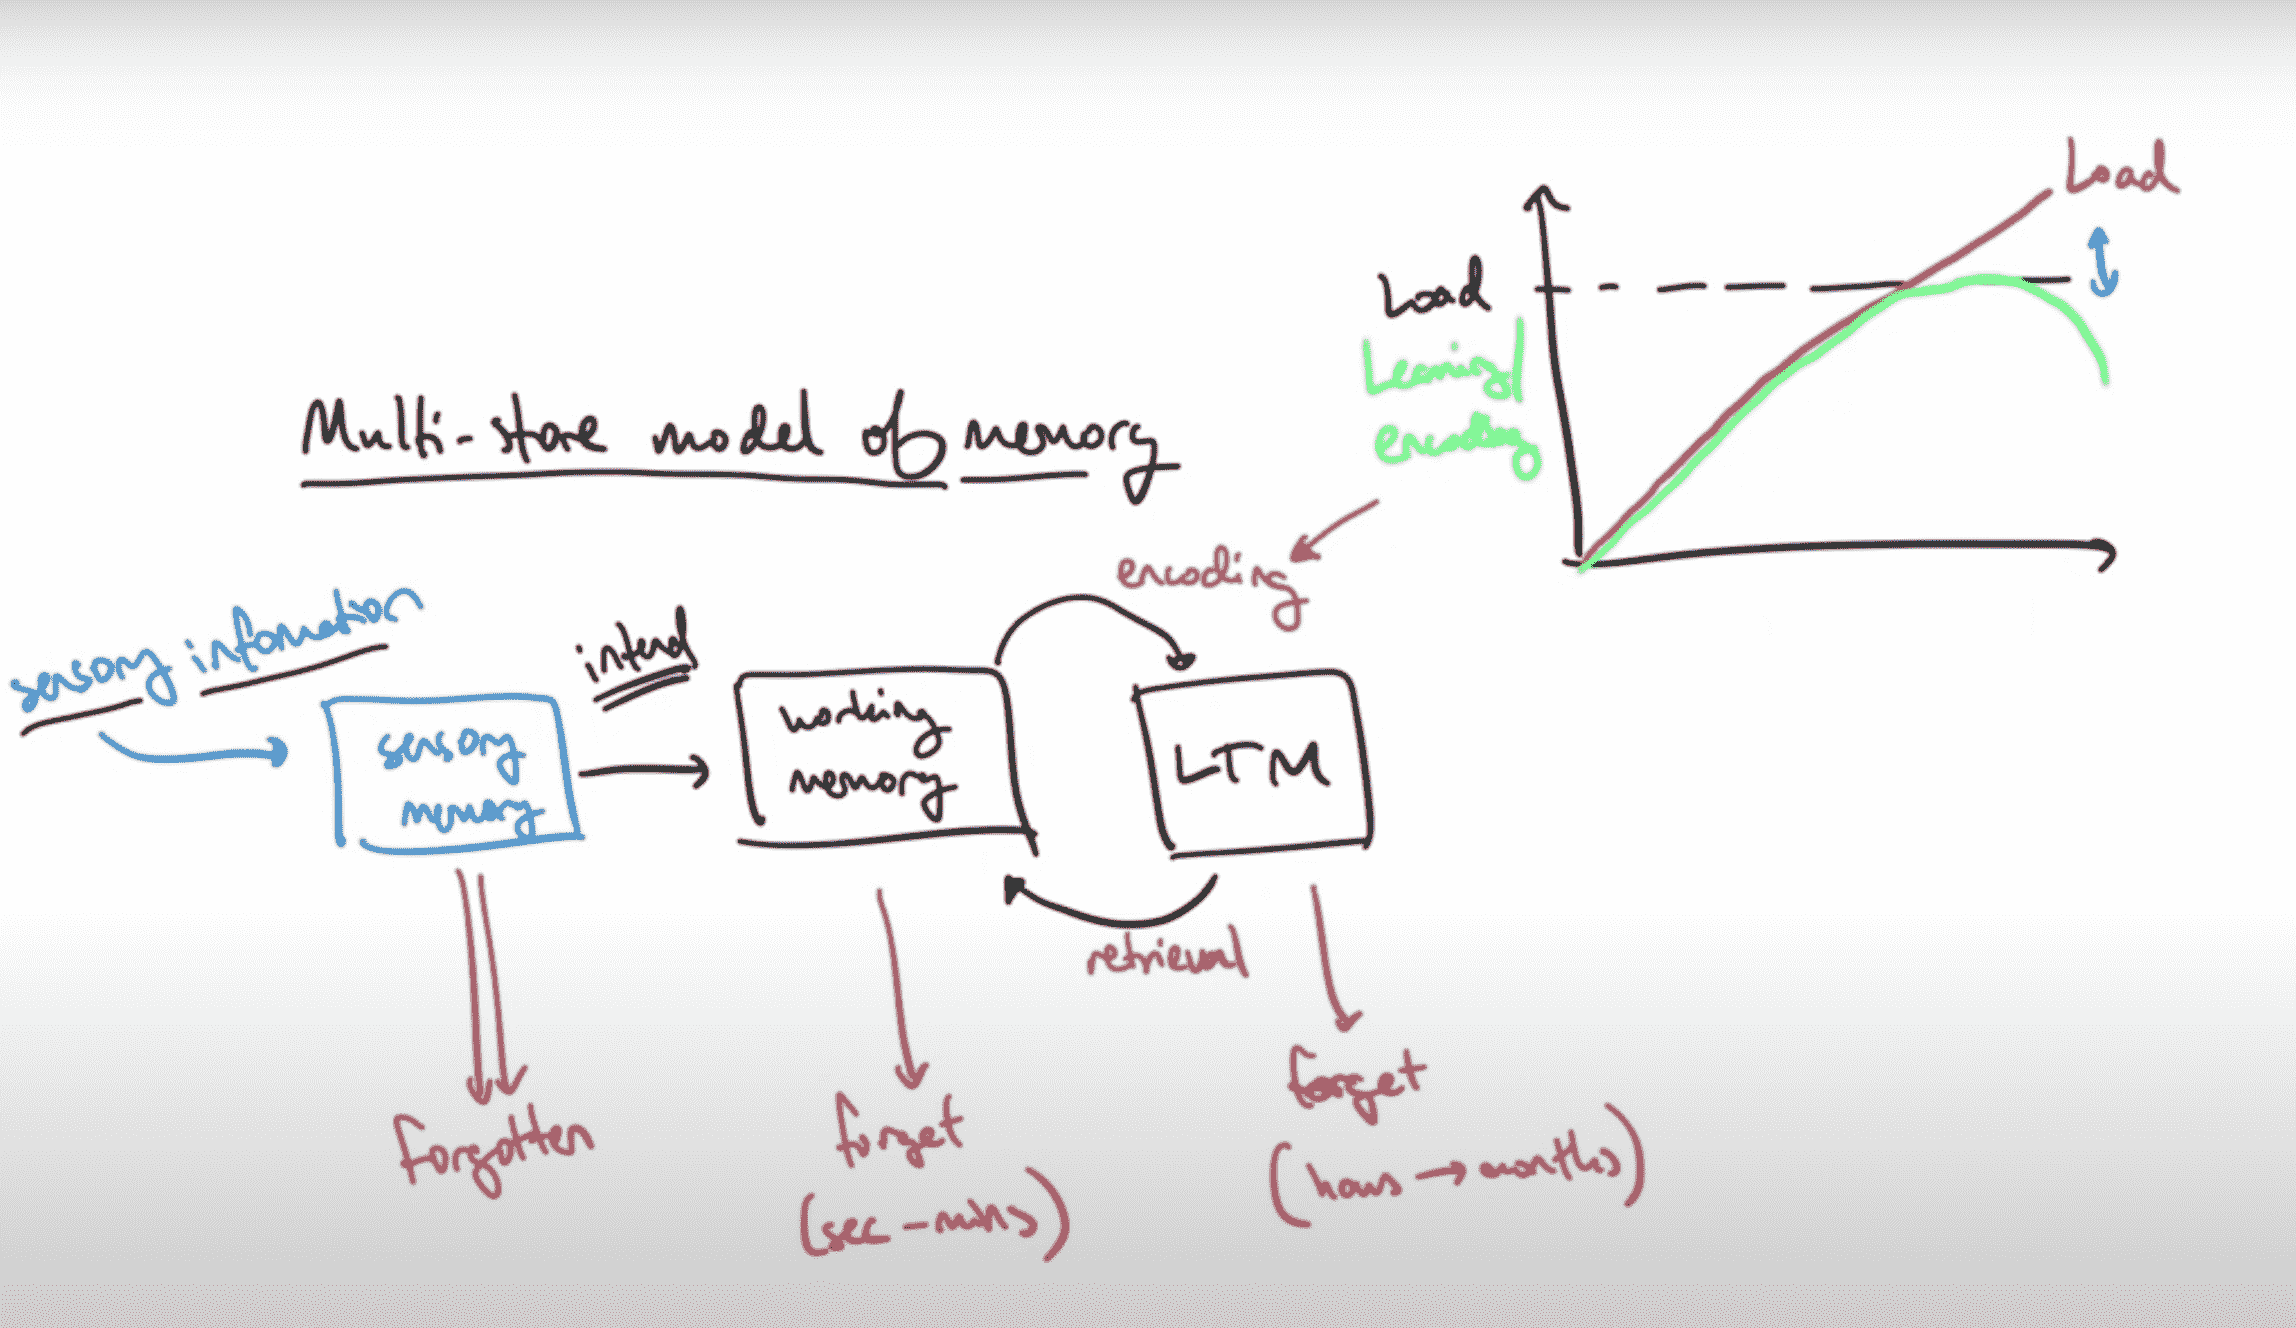 Load
Load
Learning/
encoding
Multi-store model of memory
encoding
sensory information
intend
sensory
memory
working
memory
LTM
retrieval
forgotten
forget
(sec - mins)
forget
(hours → months)